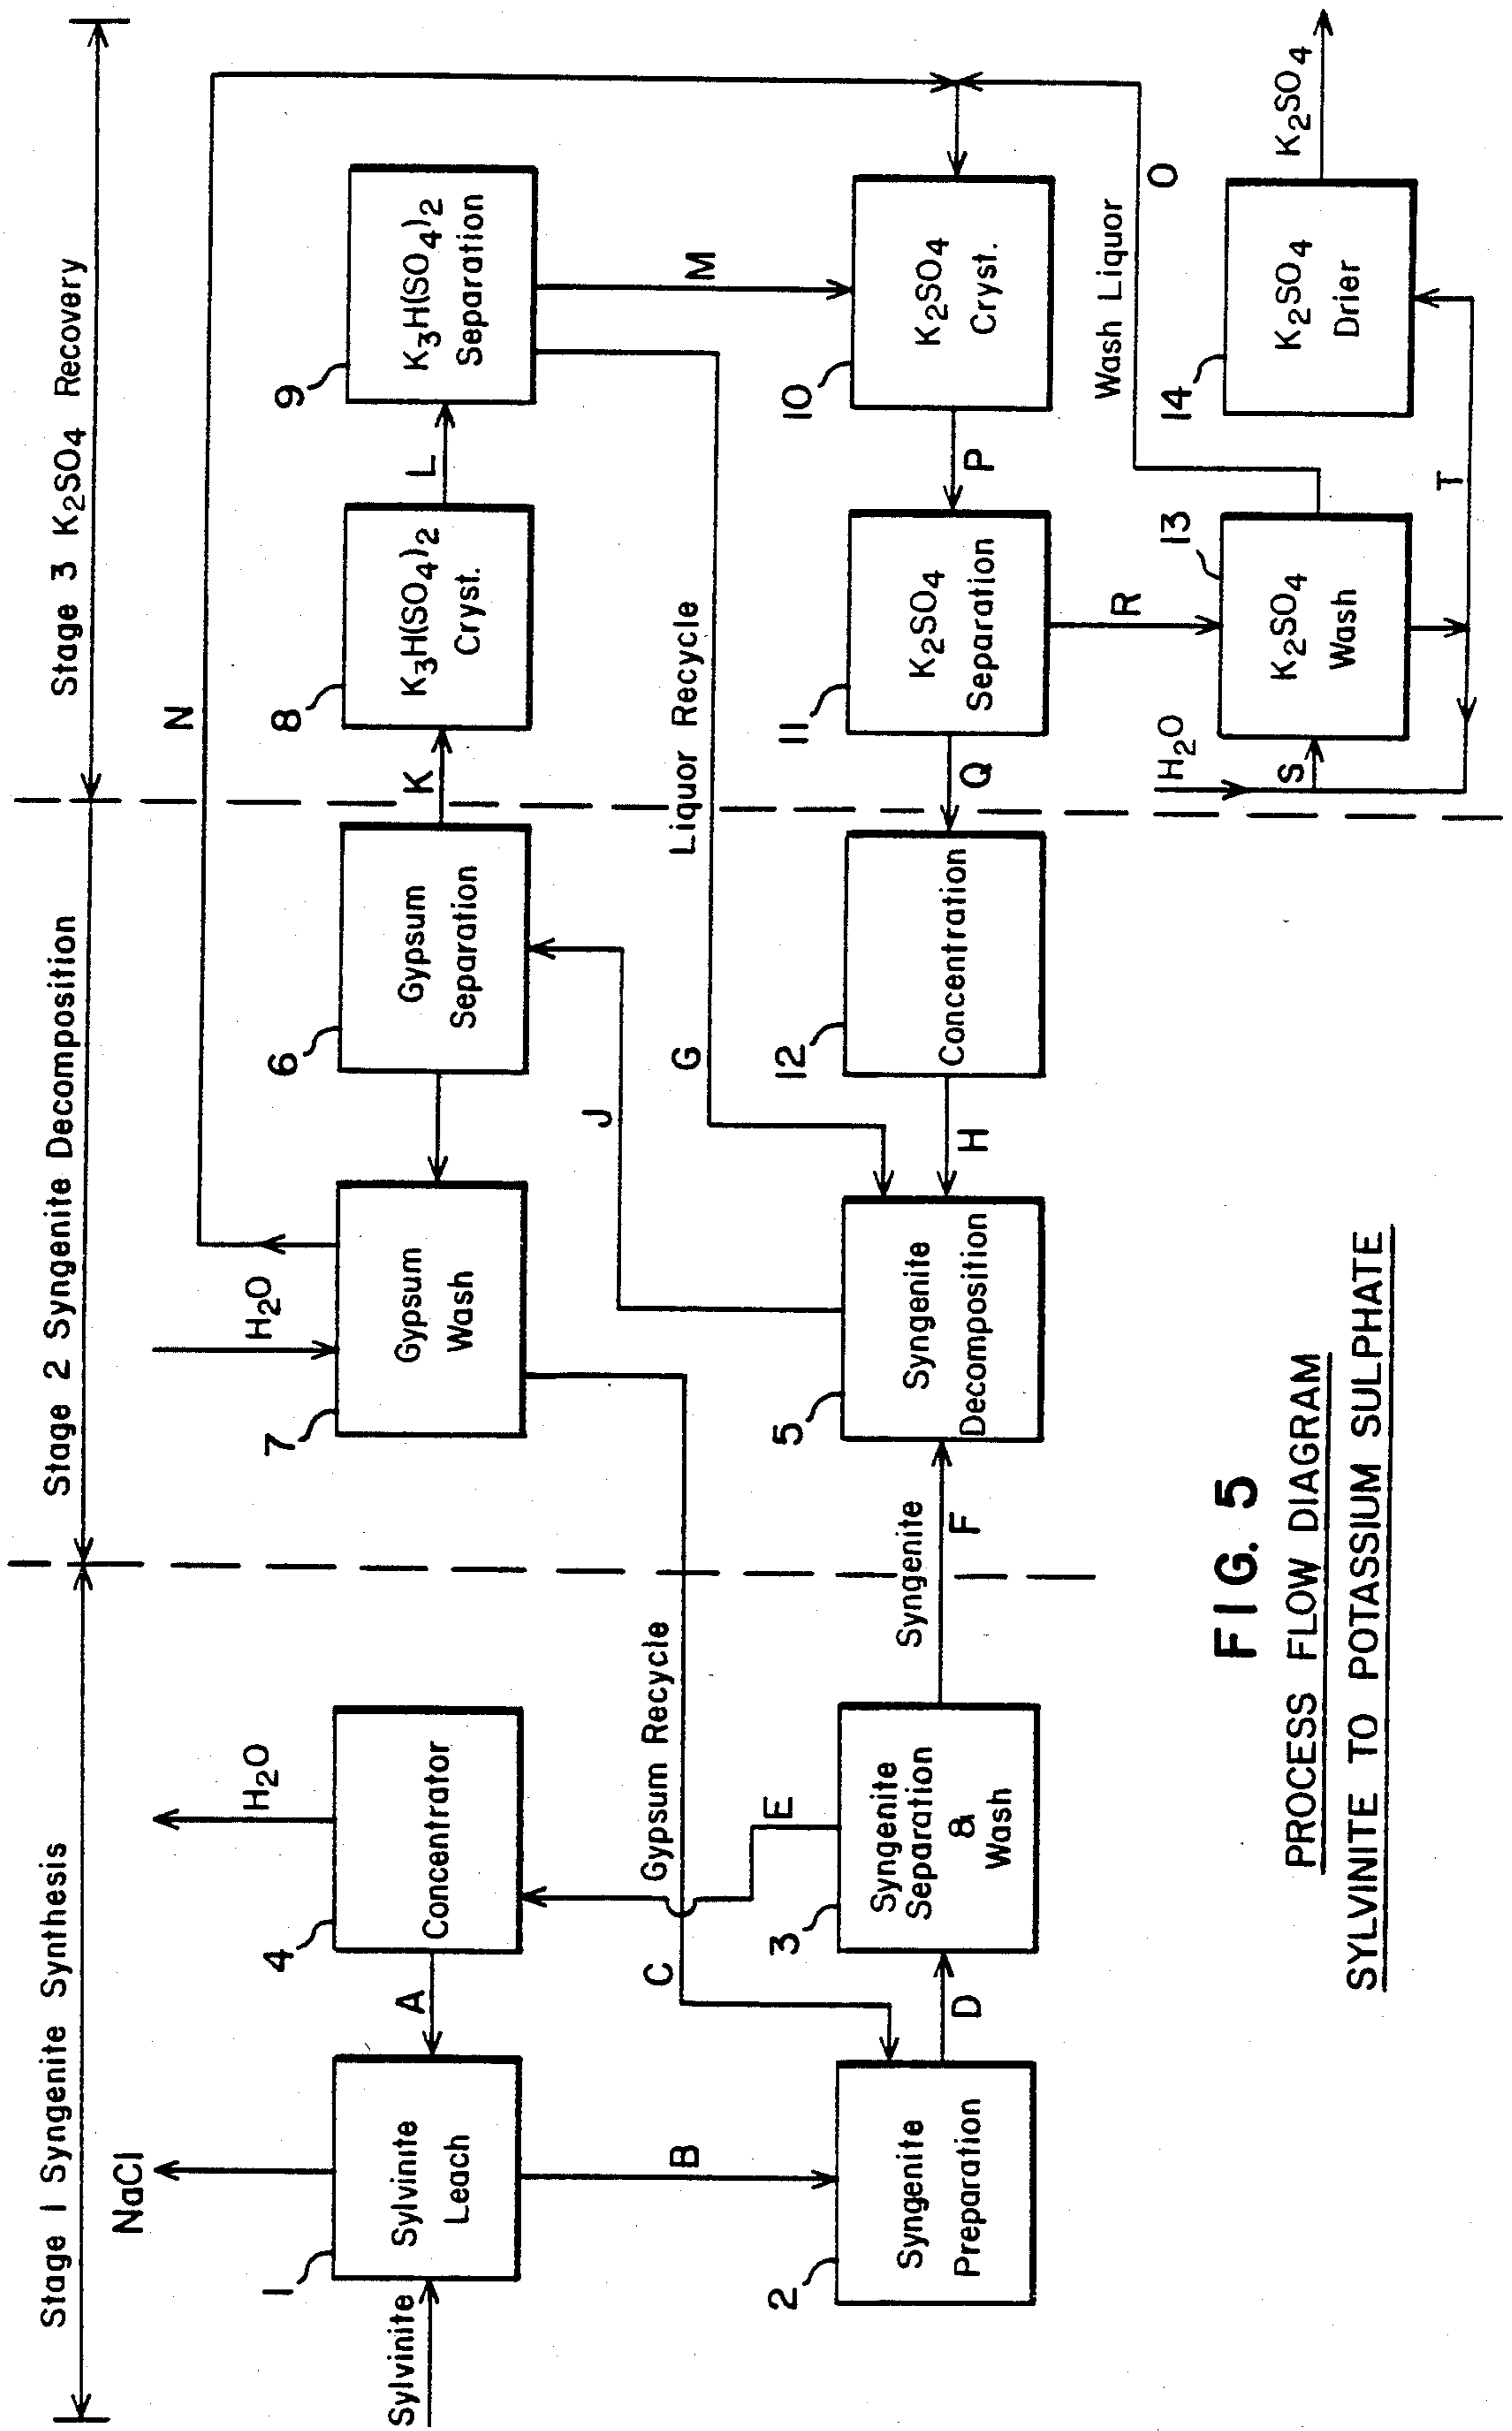 Stage 1 Syngenite Synthesis
Stage 2 Syngenite Decomposition
Stage 3 K2SO4 Recovery
NaCl
H2O
H2O
N
Sylvinite
1
Sylvinite
Leach
A
4
Concentrator
7
Gypsum
Wash
6
Gypsum
Separation
K
8
K3H(SO4)2
Cryst.
L
9
K3H(SO4)2
Separation
B
C
Gypsum Recycle
E
J
G
Liquor Recycle
M
2
Syngenite
Preparation
D
3
Syngenite
Separation
&
Wash
Syngenite
F
5
Syngenite
Decomposition
H
12
Concentration
Q
11
K2SO4
Separation
P
10
K2SO4
Cryst.
R
Wash Liquor
O
H2O
S
13
K2SO4
Wash
T
14
K2SO4
Drier
K2SO4
FIG. 5
PROCESS FLOW DIAGRAM
SYLVINITE TO POTASSIUM SULPHATE